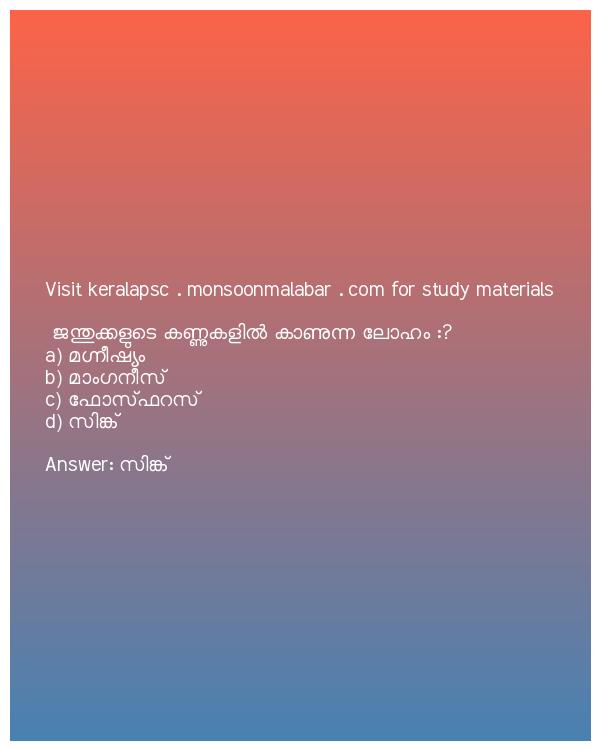 Visit keralapsc . monsoonmalabar . com for study materials
ജന്തുക്കളുടെ കണ്ണുകളിൽ കാണുന്ന ലോഹം :?
a) മഗ്നീഷ്യം
b) മാംഗനീസ്
c) ഫോസ്ഫറസ്
d) സിങ്ക്
Answer: സിങ്ക്